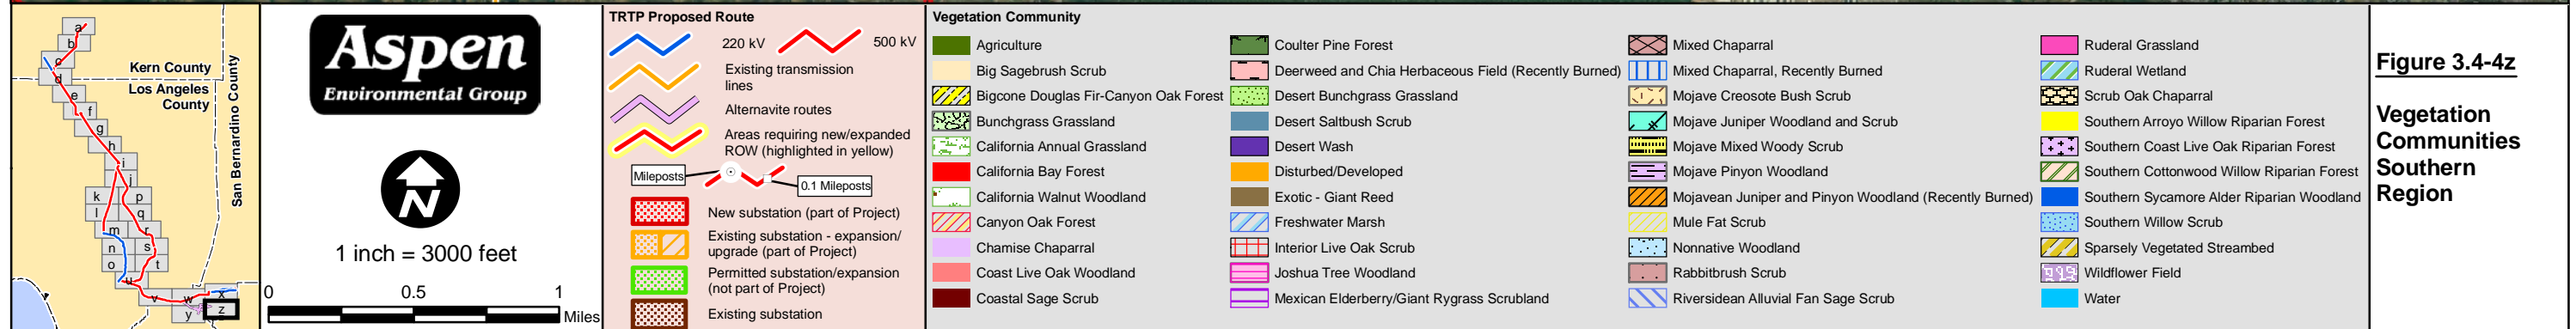 a
b
c
Kern County
d
Los Angeles
County
San Bernardino County
e
f
g
h
i
j
k
p
l
q
m
r
n
s
o
t
u
v
w
x
y
z
Aspen
Environmental Group
N
1 inch = 3000 feet
0
0.5
1
Miles
TRTP Proposed Route
220 kV
500 kV
Existing transmission
lines
Alternavite routes
Areas requiring new/expanded
ROW (highlighted in yellow)
Mileposts
0.1 Mileposts
New substation (part of Project)
Existing substation - expansion/
upgrade (part of Project)
Permitted substation/expansion
(not part of Project)
Existing substation
Vegetation Community
Agriculture
Big Sagebrush Scrub
Bigcone Douglas Fir-Canyon Oak Forest
Bunchgrass Grassland
California Annual Grassland
California Bay Forest
California Walnut Woodland
Canyon Oak Forest
Chamise Chaparral
Coast Live Oak Woodland
Coastal Sage Scrub
Coulter Pine Forest
Deerweed and Chia Herbaceous Field (Recently Burned)
Desert Bunchgrass Grassland
Desert Saltbush Scrub
Desert Wash
Disturbed/Developed
Exotic - Giant Reed
Freshwater Marsh
Interior Live Oak Scrub
Joshua Tree Woodland
Mexican Elderberry/Giant Rygrass Scrubland
Mixed Chaparral
Mixed Chaparral, Recently Burned
Mojave Creosote Bush Scrub
Mojave Juniper Woodland and Scrub
Mojave Mixed Woody Scrub
Mojave Pinyon Woodland
Mojavean Juniper and Pinyon Woodland (Recently Burned)
Mule Fat Scrub
Nonnative Woodland
Rabbitbrush Scrub
Riversidean Alluvial Fan Sage Scrub
Ruderal Grassland
Ruderal Wetland
Scrub Oak Chaparral
Southern Arroyo Willow Riparian Forest
Southern Coast Live Oak Riparian Forest
Southern Cottonwood Willow Riparian Forest
Southern Sycamore Alder Riparian Woodland
Southern Willow Scrub
Sparsely Vegetated Streambed
Wildflower Field
Water
Figure 3.4-4z
Vegetation
Communities
Southern
Region